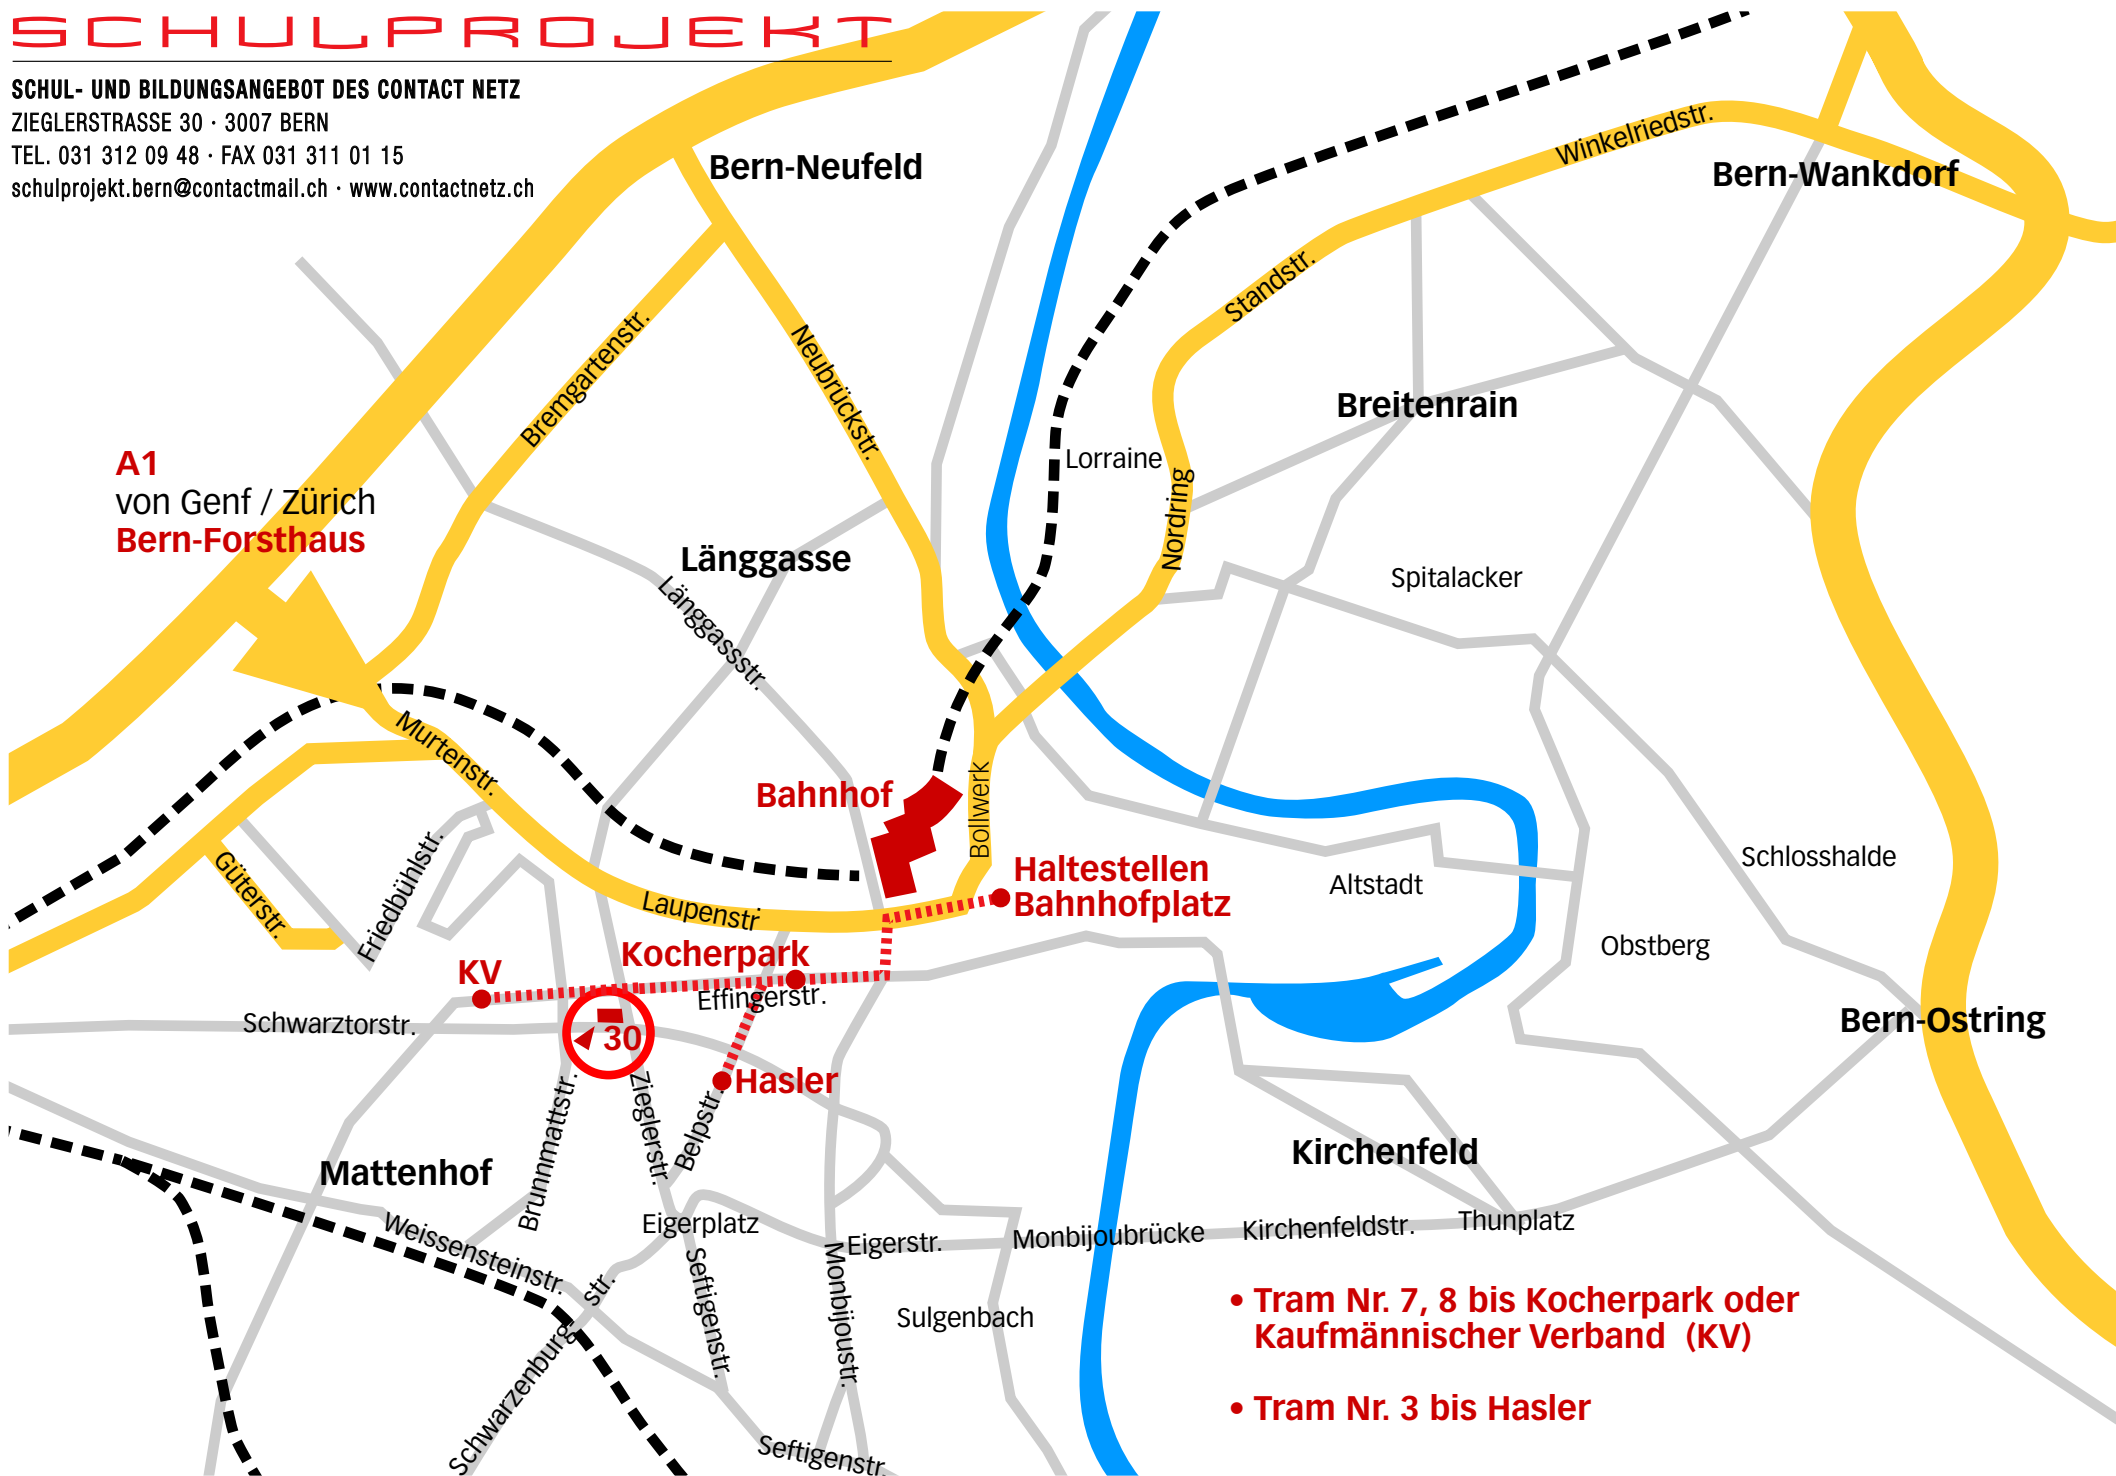 SCHULPROJEKT
SCHUL- UND BILDUNGSANGEBOT DES CONTACT NETZ
ZIEGLERSTRASSE 30 · 3007 BERN
TEL. 031 312 09 48 · FAX 031 311 01 15
schulprojekt.bern@contactmail.ch · www.contactnetz.ch
Bern-Neufeld
Winkelriedstr.
Bern-Wankdorf
Standstr.
Bremgartenstr.
Neubrückstr.
Breitenrain
A1
von Genf / Zürich
Bern-Forsthaus
Lorraine
Nordring
Länggasse
Länggassstr.
Spitalacker
Murtenstr.
Bahnhof
Bollwerk
Haltestellen
Bahnhofplatz
Altstadt
Schlosshalde
Güterstr.
Friedbühlstr.
Laupenstr
Kocherpark
KV
Effingerstr.
Obstberg
Schwarztorstr.
30
Bern-Ostring
Hasler
Brunnmattstr.
Zieglerstr.
Belpstr.
Mattenhof
Kirchenfeld
Weissensteinstr.
Eigerplatz
Eigerstr.
Monbijoubrücke
Kirchenfeldstr.
Thunplatz
Schwarzenburg
str.
Seftigenstr.
Monbijoustr.
Sulgenbach
Seftigenstr.
• Tram Nr. 7, 8 bis Kocherpark oder
Kaufmännischer Verband (KV)
• Tram Nr. 3 bis Hasler